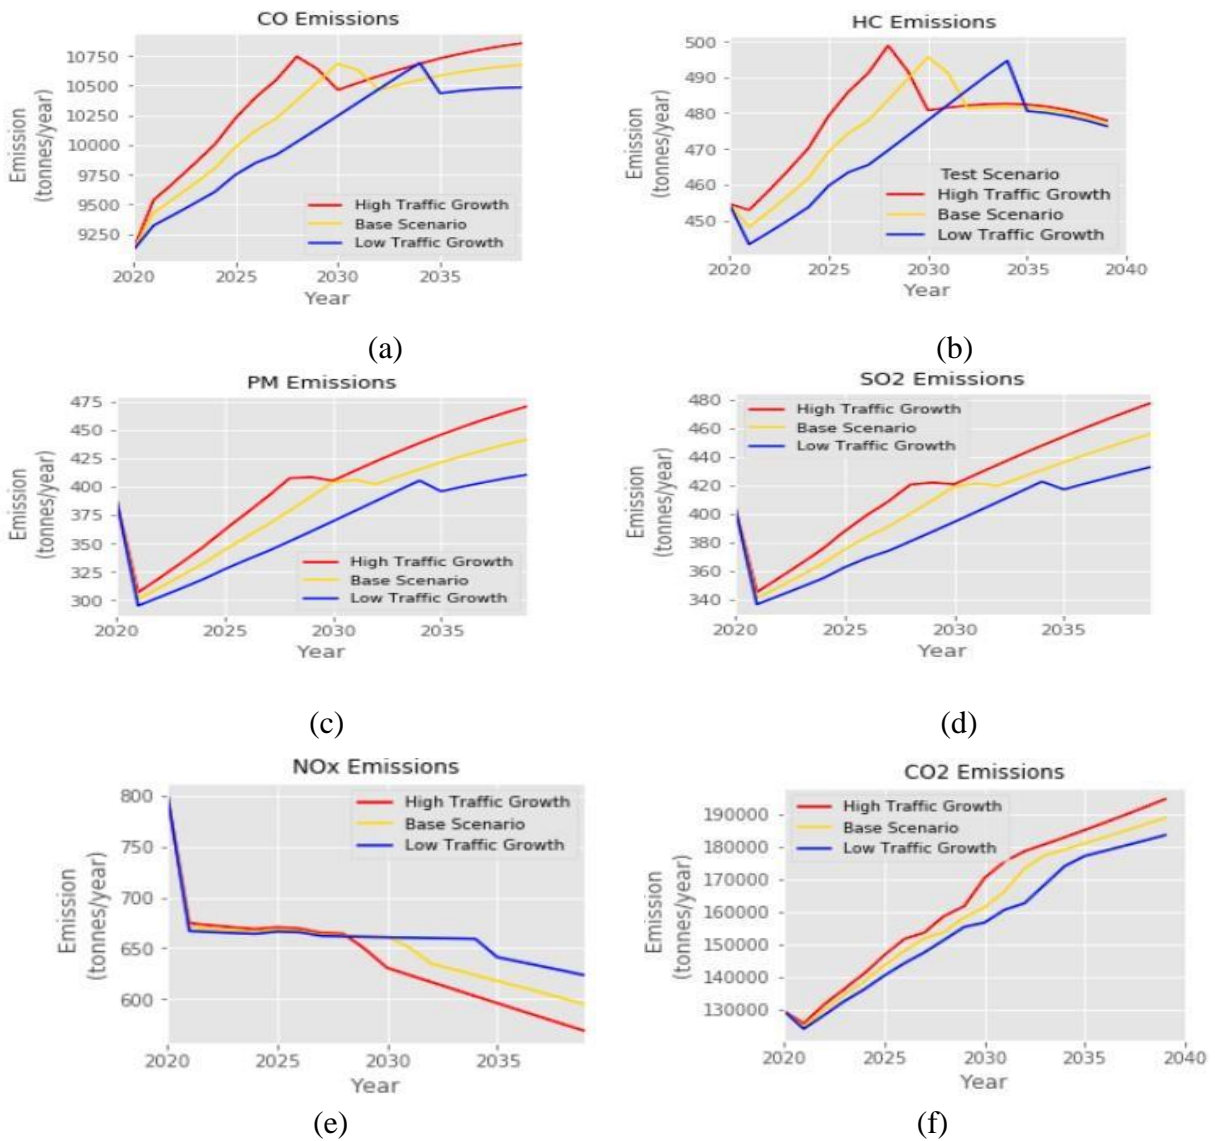 CO Emissions
10750
10500
10250
10000
9750
9500
9250
Emission
(tonnes/year)
High Traffic Growth
Base Scenario
Low Traffic Growth
2020 2025 2030 2035
Year
(a)
HC Emissions
500
490
480
470
460
450
Emission
(tonnes/year)
Test Scenario
High Traffic Growth
Base Scenario
Low Traffic Growth
2020 2025 2030 2035 2040
Year
(b)
PM Emissions
475
450
425
400
375
350
325
300
Emission
(tonnes/year)
High Traffic Growth
Base Scenario
Low Traffic Growth
2020 2025 2030 2035
Year
(c)
SO2 Emissions
480
460
440
420
400
380
360
340
Emission
(tonnes/year)
High Traffic Growth
Base Scenario
Low Traffic Growth
2020 2025 2030 2035
Year
(d)
NOx Emissions
800
750
700
650
600
Emission
(tonnes/year)
High Traffic Growth
Base Scenario
Low Traffic Growth
2020 2025 2030 2035
Year
(e)
CO2 Emissions
190000
180000
170000
160000
150000
140000
130000
Emission
(tonnes/year)
High Traffic Growth
Base Scenario
Low Traffic Growth
2020 2025 2030 2035 2040
Year
(f)